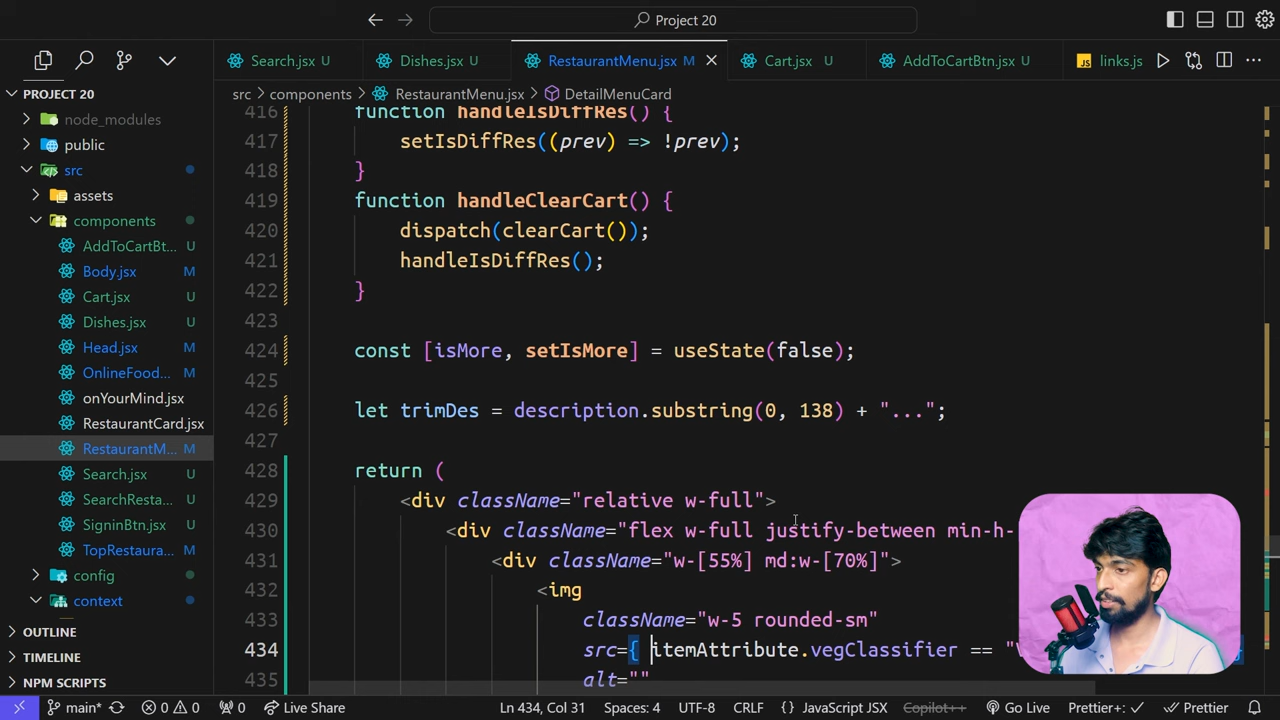 Project 20
Search.jsx U
Dishes.jsx U
RestaurantMenu.jsx M
Cart.jsx U
AddToCartBtn.jsx U
JS links.js
src > components > RestaurantMenu.jsx > DetailMenuCard
PROJECT 20
node_modules
public
src
assets
components
AddToCartBt... U
Body.jsx M
Cart.jsx U
Dishes.jsx U
Head.jsx M
OnlineFood... M
onYourMind.jsx
RestaurantCard.jsx
RestaurantM... M
Search.jsx U
SearchResta... U
SigninBtn.jsx U
TopRestaura... M
config
context
OUTLINE
TIMELINE
NPM SCRIPTS
416 function handleIsDiffRes() {
417 setIsDiffRes((prev) => !prev);
418 }
419 function handleClearCart() {
420 dispatch(clearCart());
421 handleIsDiffRes();
422 }
423
424 const [isMore, setIsMore] = useState(false);
425
426 let trimDes = description.substring(0, 138) + "...";
427
428 return (
429 <div className="relative w-full">
430 <div className="flex w-full justify-between min-h-
431 <div className="w-[55%] md:w-[70%]">
432 <img
433 className="w-5 rounded-sm"
434 src={ itemAttribute.vegClassifier == "
435 alt=""
main* 0 0 0 Live Share Ln 434, Col 31 Spaces: 4 UTF-8 CRLF {} JavaScript JSX Copilot++ Go Live Prettier++ Prettier